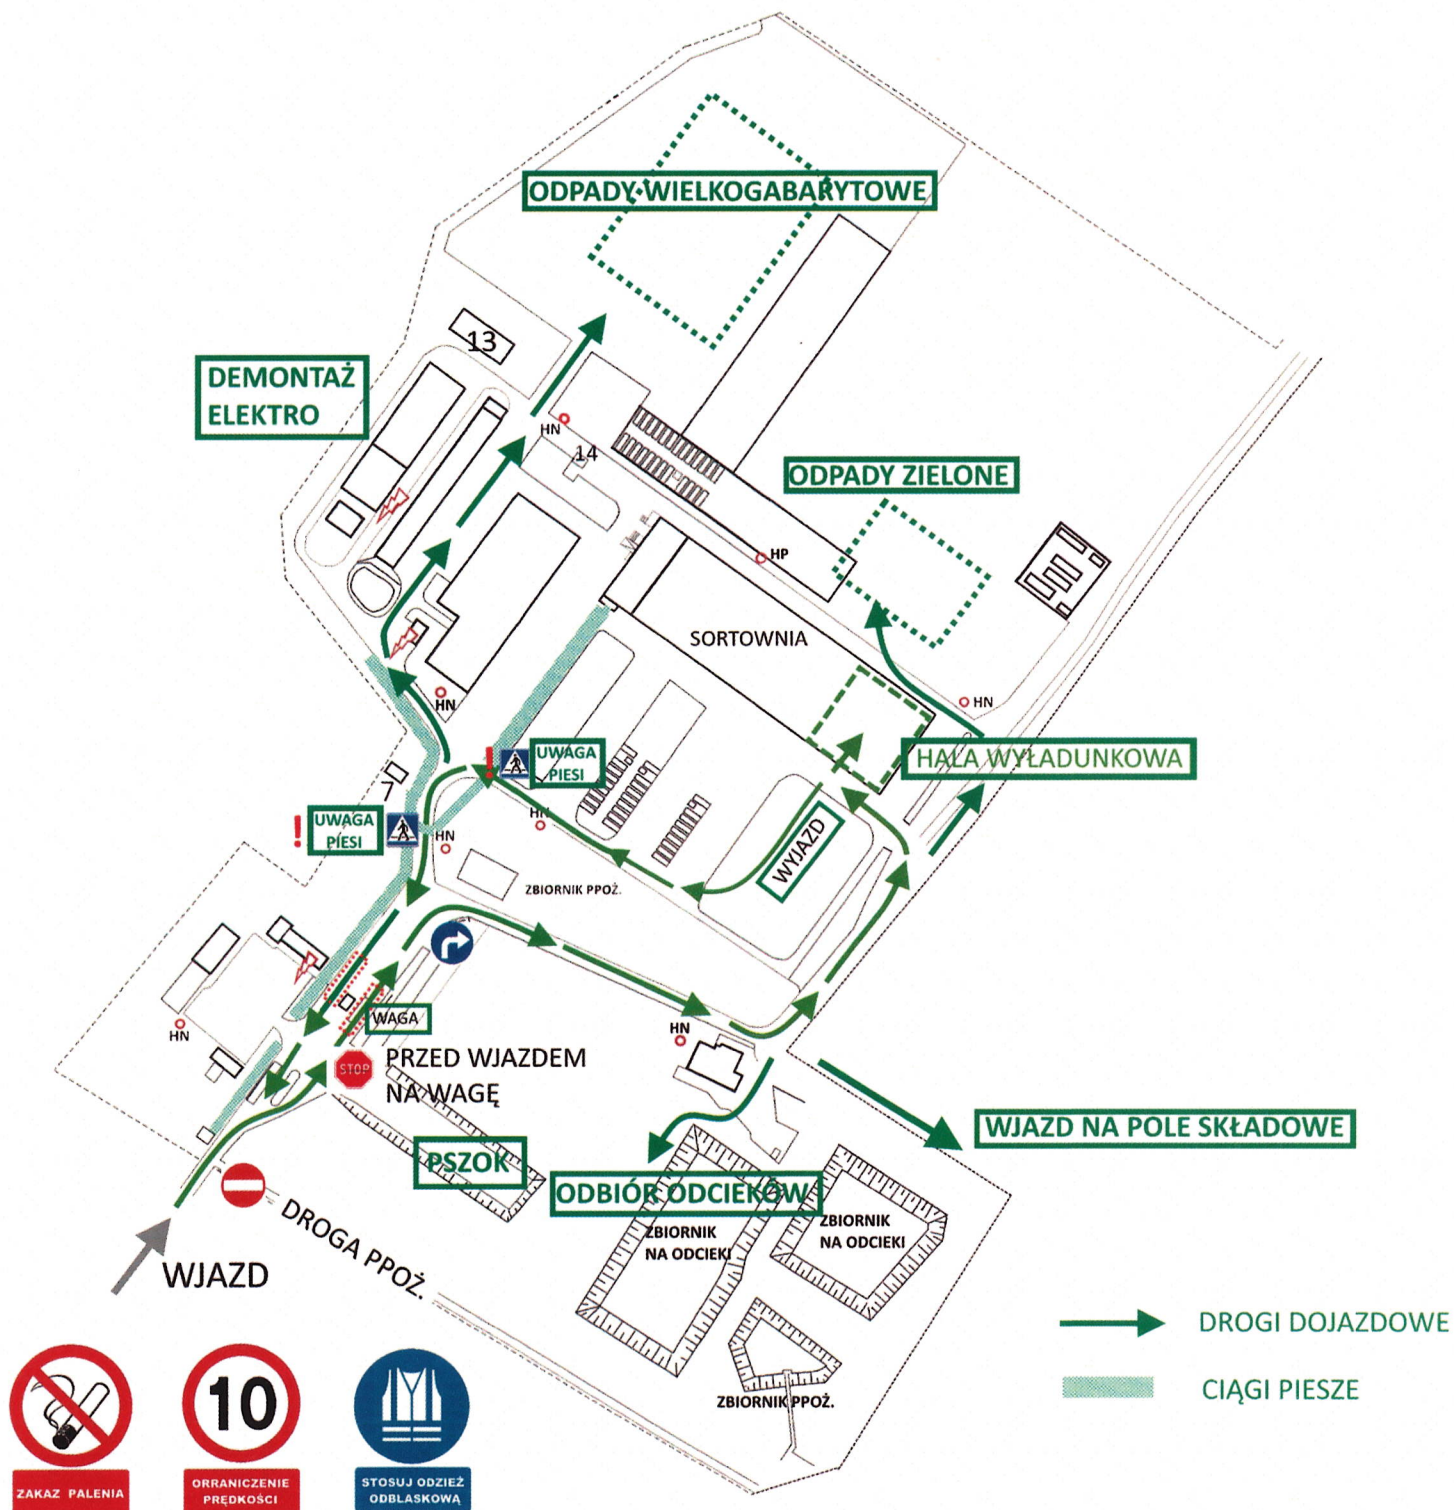 ODPADY WIELKOGABARYTOWE
13
DEMONTAŻ
ELEKTRO
HN
14
ODPADY ZIELONE
HP
SORTOWNIA
HN
HN
UWAGA
PIESI
HALA WYŁADUNKOWA
7
UWAGA
PIESI
HN
HN
WYJAZD
ZBIORNIK PPOŻ.
WAGA
HN
HN
STOP
PRZED WJAZDEM
NA WAGĘ
WJAZD NA POLE SKŁADOWE
PSZOK
ODBIÓR ODCIEKÓW
DROGA PPOŻ.
ZBIORNIK
NA ODCIEKI
ZBIORNIK
NA ODCIEKI
WJAZD
DROGI DOJAZDOWE
CIĄGI PIESZE
ZBIORNIK PPOŻ.
10
ZAKAZ PALENIA
ORRANICZENIE
PRĘDKOŚCI
STOSUJ ODZIEŻ
ODBLASKOWĄ